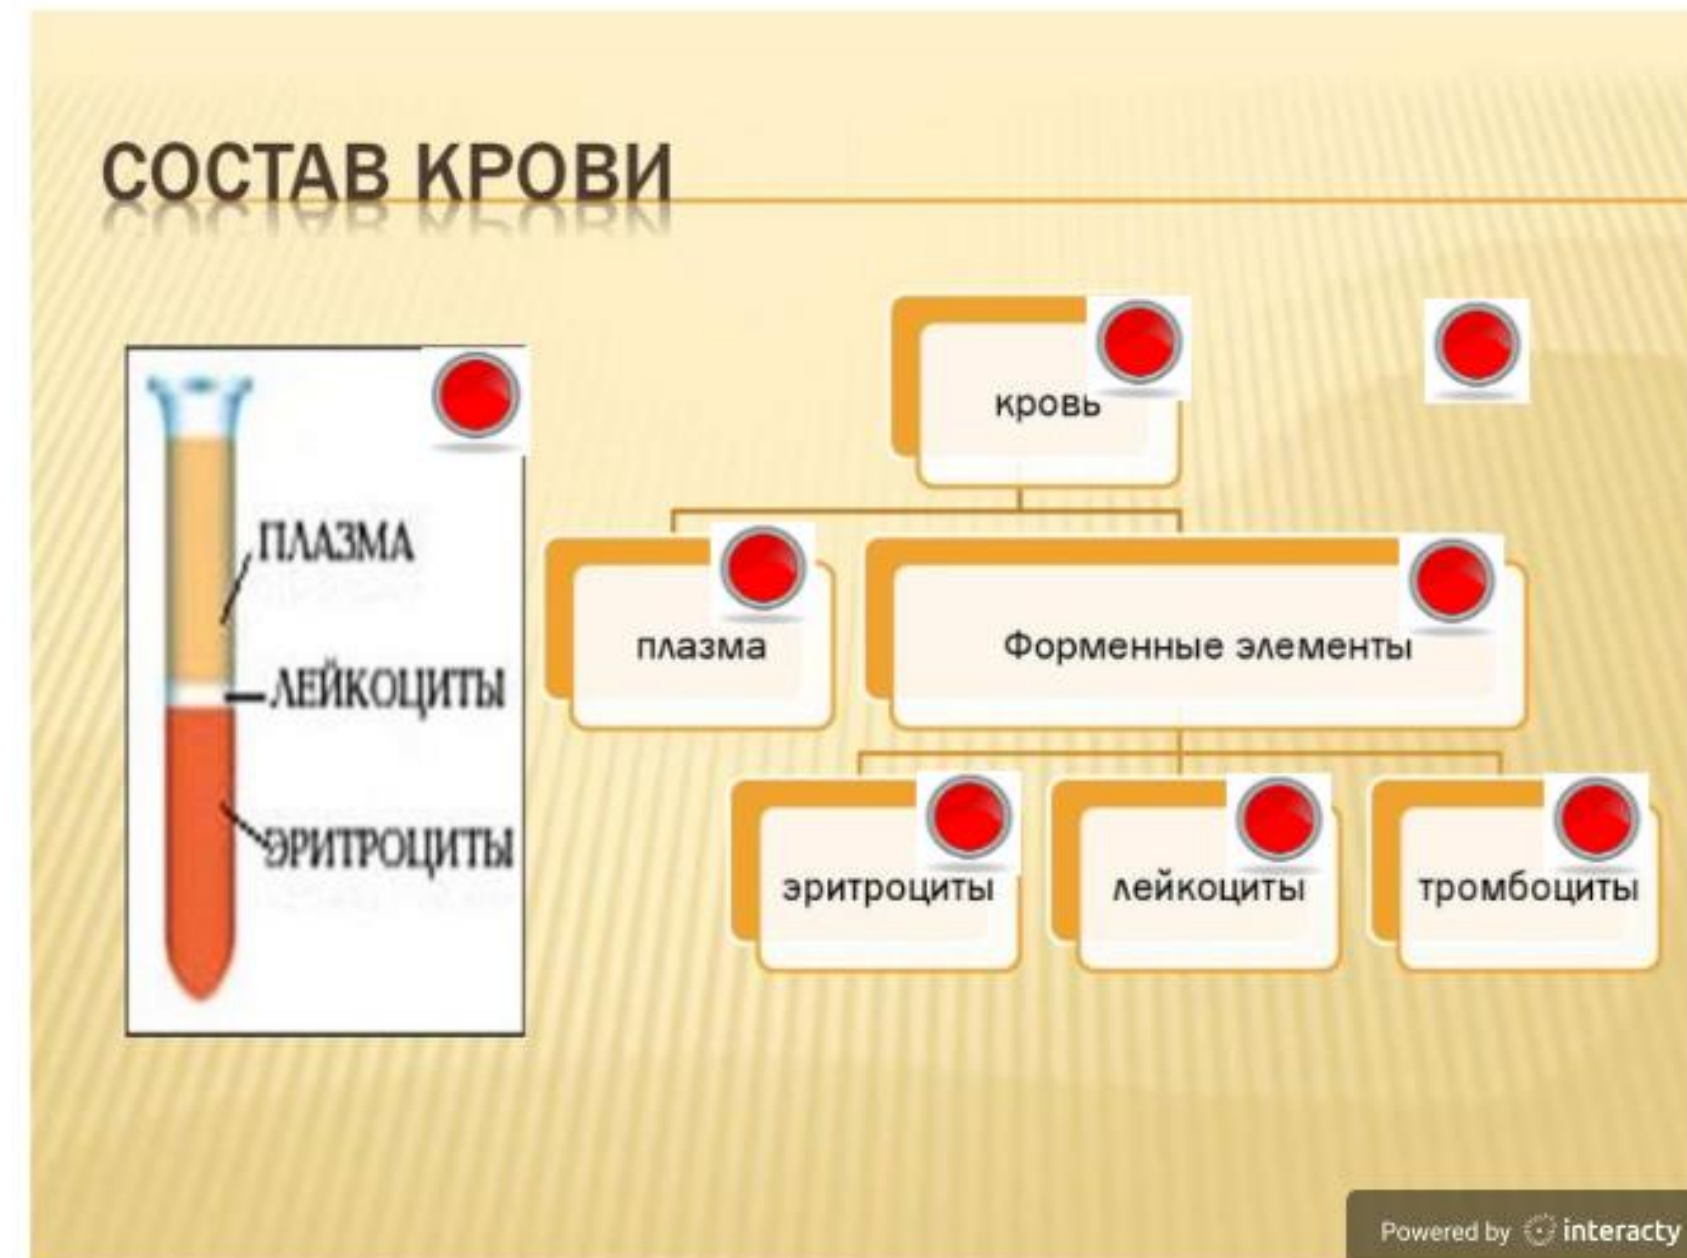 СОСТАВ КРОВИ
ПЛАЗМА
ЛЕЙКОЦИТЫ
ЭРИТРОЦИТЫ
кровь
плазма
Форменные элементы
эритроциты
лейкоциты
тромбоциты
Powered by interacty